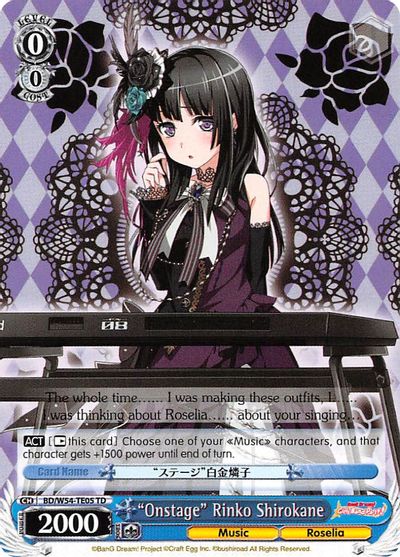 LEVEL
0
0
COST
08
The whole time...... I was making these outfits, I......
i was thinking about Roselia...... about your singing...
ACT [this card] Choose one of your «Music» characters, and that
character gets +1500 power until end of turn.
Card Name
"ステージ"白金燐子
CH BD/W54-TE05 TD
"Onstage" Rinko Shirokane
POWER
2000
Music
Roselia
©BanG Dream! Project ©Craft Egg Inc. ©bushiroad All Rights Reserved.